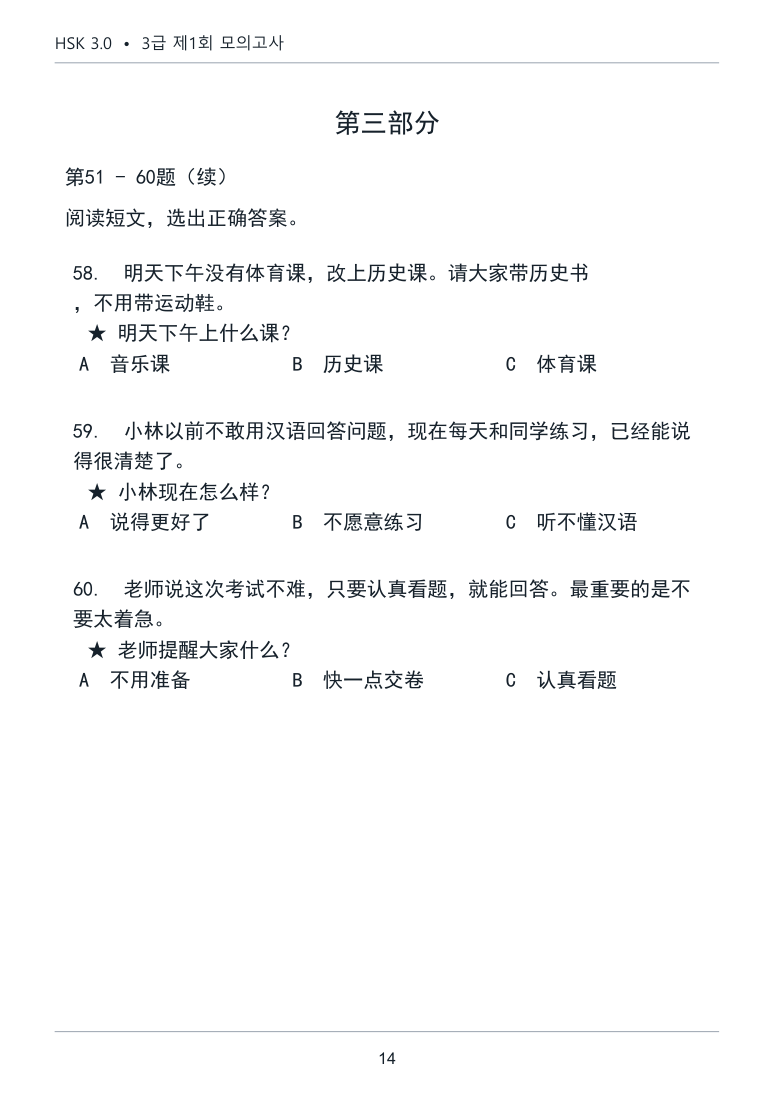 HSK 3.0 • 3급 제1회 모의고사
第三部分
第51 – 60题（续）
阅读短文，选出正确答案。
58. 明天下午没有体育课，改上历史课。请大家带历史书
，不用带运动鞋。
★ 明天下午上什么课？
A 音乐课 B 历史课 C 体育课
59. 小林以前不敢用汉语回答问题，现在每天和同学练习，已经能说
得很清楚了。
★ 小林现在怎么样？
A 说得更好了 B 不愿意练习 C 听不懂汉语
60. 老师说这次考试不难，只要认真看题，就能回答。最重要的是不
要太着急。
★ 老师提醒大家什么？
A 不用准备 B 快一点交卷 C 认真看题
14